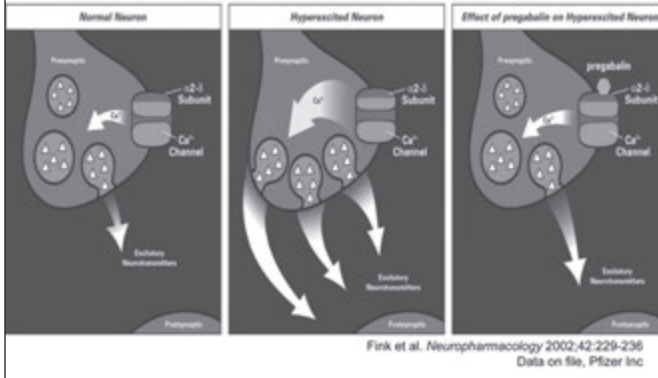 Normal Neuron
Presynaptic
α2-δ
Subunit
Ca²⁺
Ca²⁺
Channel
Excitatory
Neurotransmitters
Hyperexcited Neuron
Presynaptic
α2-δ
Subunit
Ca²⁺
Ca²⁺
Channel
Excitatory
Neurotransmitters
Postsynaptic
Effect of pregabalin on Hyperexcited Neuron
Presynaptic
pregabalin
α2-δ
Subunit
Ca²⁺
Ca²⁺
Channel
Excitatory
Neurotransmitters
Postsynaptic
Postsynaptic
Fink et al. Neuropharmacology 2002;42:229-236
Data on file, Pfizer Inc